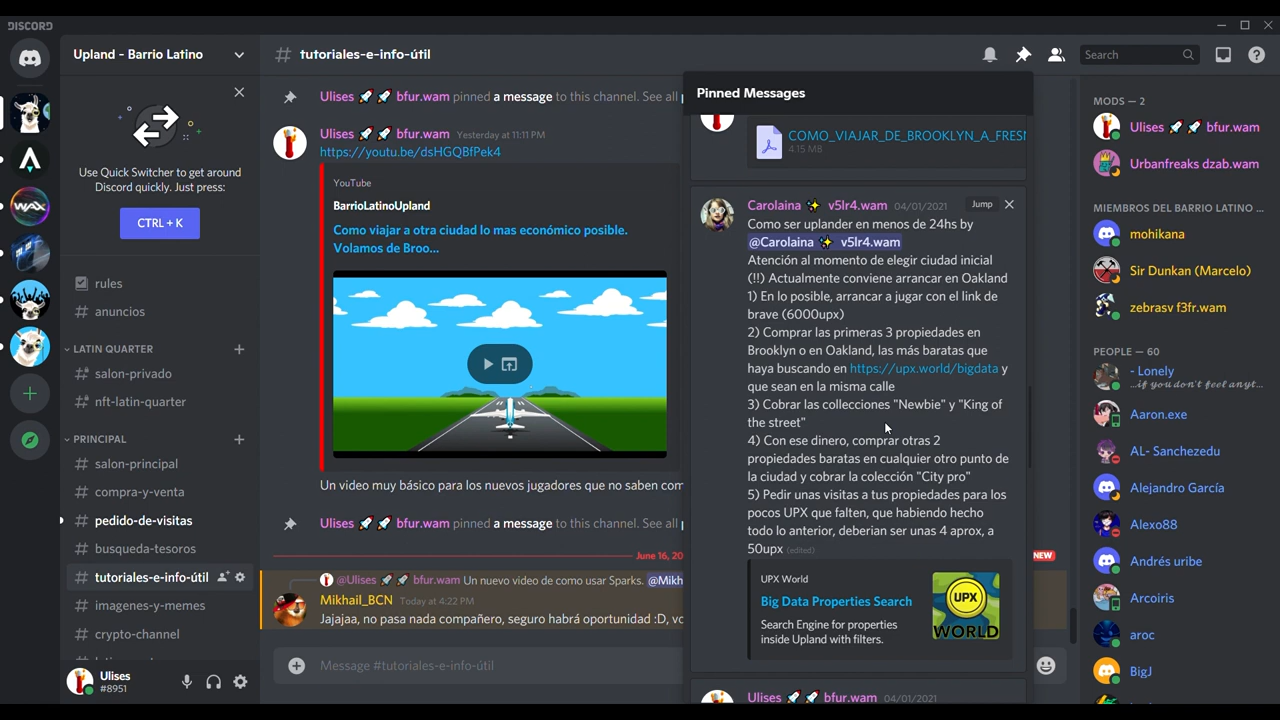 DISCORD
Upland - Barrio Latino
Use Quick Switcher to get around
Discord quickly. Just press:
CTRL + K
rules
anuncios
LATIN QUARTER
salon-privado
nft-latin-quarter
PRINCIPAL
salon-principal
compra-y-venta
pedido-de-visitas
busqueda-tesoros
tutoriales-e-info-útil
imagenes-y-memes
crypto-channel
Ulises
#8951
WAX
# tutoriales-e-info-útil
Search
Ulises 🚀 🚀 bfur.wam pinned a message to this channel. See all
Ulises 🚀 🚀 bfur.wam Yesterday at 11:11 PM
https://youtu.be/dsHGQBfPek4
YouTube
BarrioLatinoUpland
Como viajar a otra ciudad lo mas económico posible.
Volamos de Broo...
Un video muy básico para los nuevos jugadores que no saben com
Ulises 🚀 🚀 bfur.wam pinned a message to this channel. See all
June 16, 20
NEW
@Ulises 🚀 🚀 bfur.wam Un nuevo video de como usar Sparks. @Mikh
Mikhail_BCN Today at 4:22 PM
Jajajaa, no pasa nada compañero, seguro habrá oportunidad :D, vo
Message #tutoriales-e-info-útil
Pinned Messages
COMO_VIAJAR_DE_BROOKLYN_A_FRESN
4.15 MB
Carolaina ✨ v5lr4.wam 04/01/2021
Jump
Como ser uplander en menos de 24hs by
@Carolaina ✨ v5lr4.wam
Atención al momento de elegir ciudad inicial
(!!) Actualmente conviene arrancar en Oakland
1) En lo posible, arrancar a jugar con el link de
brave (6000upx)
2) Comprar las primeras 3 propiedades en
Brooklyn o en Oakland, las más baratas que
haya buscando en https://upx.world/bigdata y
que sean en la misma calle
3) Cobrar las collecciones "Newbie" y "King of
the street"
4) Con ese dinero, comprar otras 2
propiedades baratas en cualquier otro punto de
la ciudad y cobrar la colección "City pro"
5) Pedir unas visitas a tus propiedades para los
pocos UPX que falten, que habiendo hecho
todo lo anterior, deberian ser unas 4 aprox, a
50upx (edited)
UPX World
Big Data Properties Search
Search Engine for properties
inside Upland with filters.
UPX
WORLD
Ulises 🚀 🚀 bfur.wam 04/01/2021
MODS — 2
Ulises 🚀 🚀 bfur.wam
Urbanfreaks dzab.wam
MIEMBROS DEL BARRIO LATINO ...
mohikana
Sir Dunkan (Marcelo)
zebrasv f3fr.wam
PEOPLE — 60
- Lonely
...if you don't feel anyt...
Aaron.exe
AL- Sanchezedu
Alejandro García
Alexo88
Andrés uribe
Arcoiris
aroc
BigJ